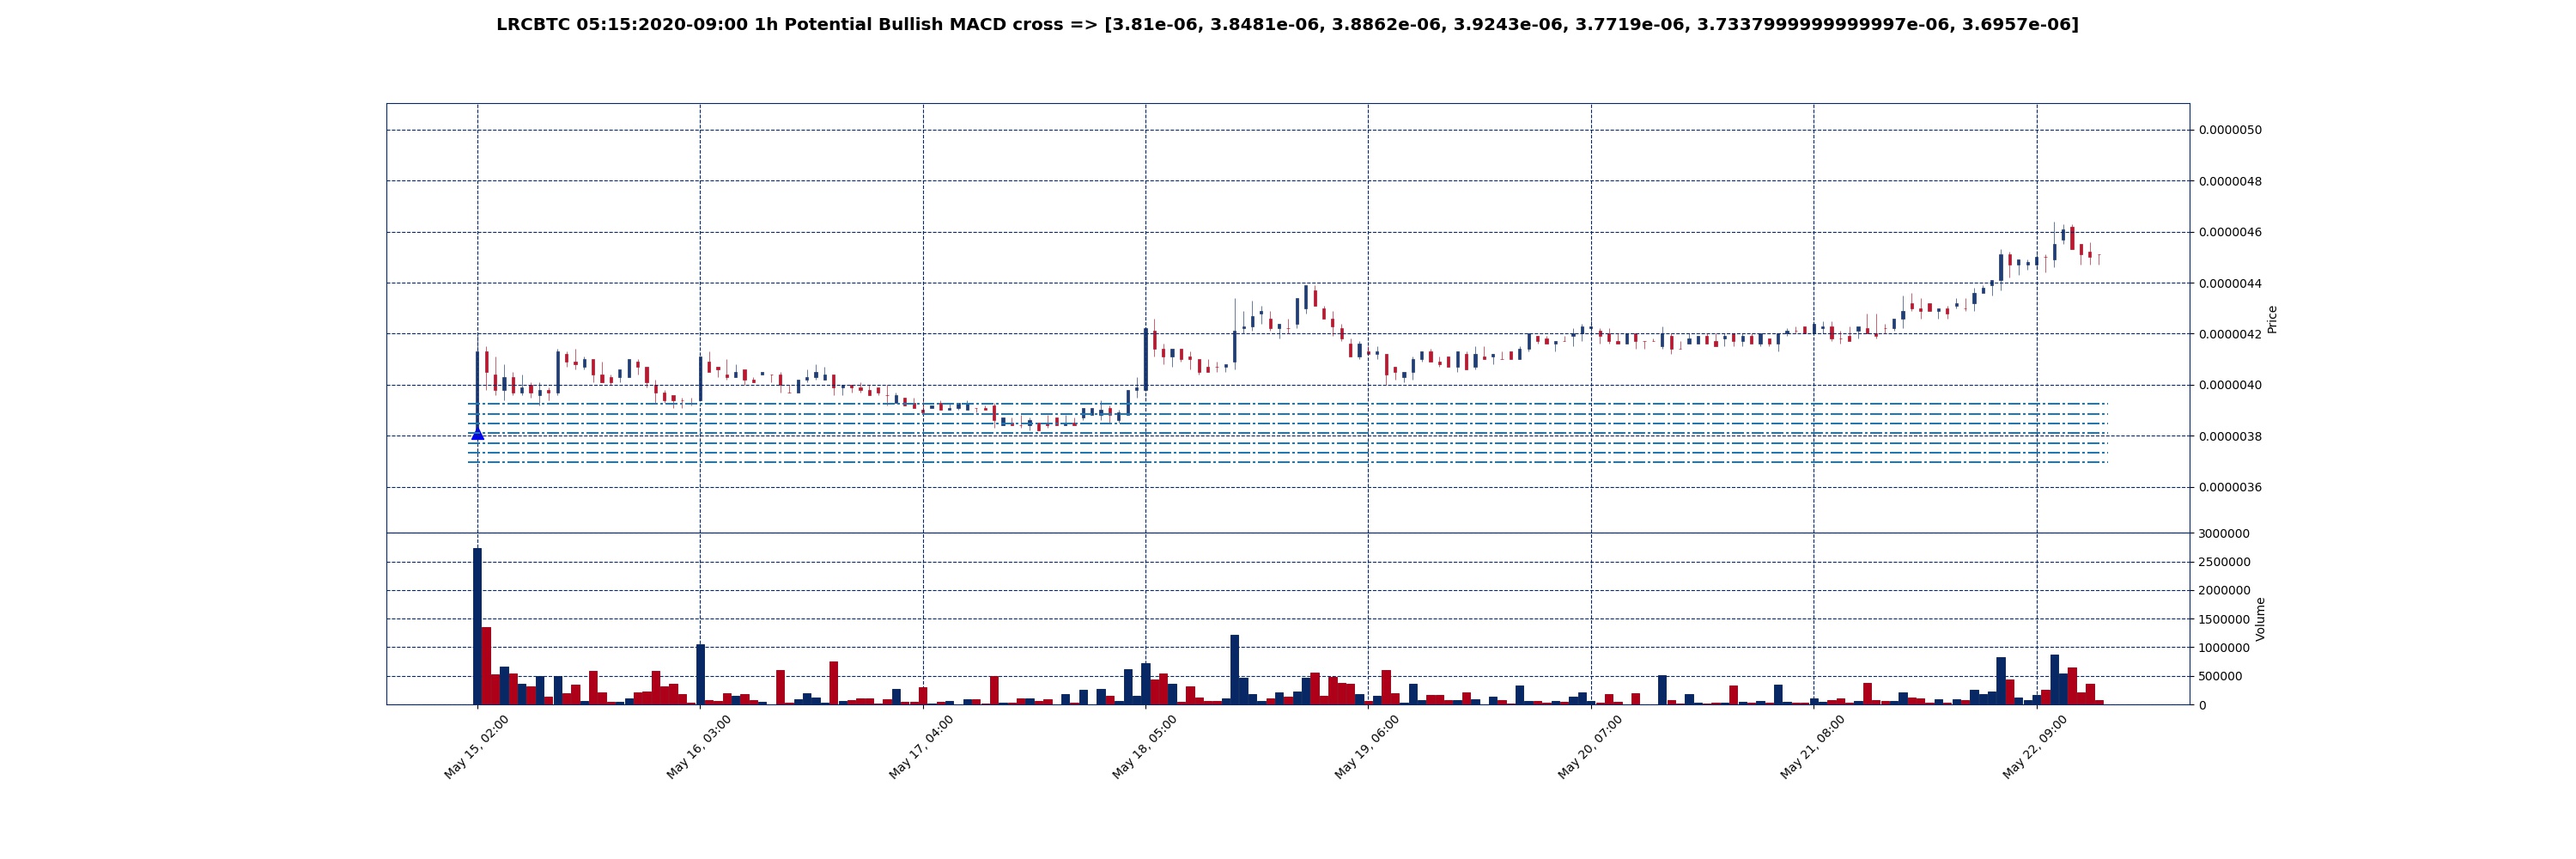 LRCBTC 05:15:2020-09:00 1h Potential Bullish MACD cross => [3.81e-06, 3.8481e-06, 3.8862e-06, 3.9243e-06, 3.7719e-06, 3.7337999999999997e-06, 3.6957e-06]
0.0000050
0.0000048
0.0000046
0.0000044
0.0000042
0.0000040
0.0000038
0.0000036
Price
3000000
2500000
2000000
1500000
1000000
500000
0
Volume
May 15, 02:00
May 16, 03:00
May 17, 04:00
May 18, 05:00
May 19, 06:00
May 20, 07:00
May 21, 08:00
May 22, 09:00